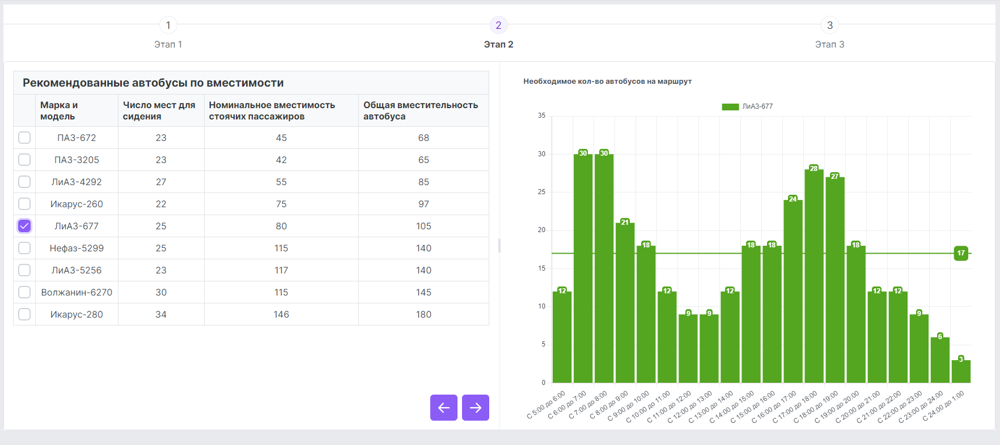 1
2
3
Этап 1
Этап 2
Этап 3
Рекомендованные автобусы по вместимости
Марка и модель
Число мест для сидения
Номинальное вместимость стоячих пассажиров
Общая вместительность автобуса
ПАЗ-672 23 45 68
ПАЗ-3205 23 42 65
ЛиАЗ-4292 27 55 85
Икарус-260 22 75 97
ЛиАЗ-677 25 80 105
Нефаз-5299 25 115 140
ЛиАЗ-5256 23 117 140
Волжанин-6270 30 115 145
Икарус-280 34 146 180
Необходимое кол-во автобусов на маршрут
ЛиАЗ-677
35
30
25
20
15
10
5
0
12
30
30
21
18
12
9
9
12
18
18
24
28
27
18
12
12
9
6
3
17
С 5:00 до 6:00
С 6:00 до 7:00
С 7:00 до 8:00
С 8:00 до 9:00
С 9:00 до 10:00
С 10:00 до 11:00
С 11:00 до 12:00
С 12:00 до 13:00
С 13:00 до 14:00
С 14:00 до 15:00
С 15:00 до 16:00
С 16:00 до 17:00
С 17:00 до 18:00
С 18:00 до 19:00
С 19:00 до 20:00
С 20:00 до 21:00
С 21:00 до 22:00
С 22:00 до 23:00
С 23:00 до 24:00
С 24:00 до 1:00